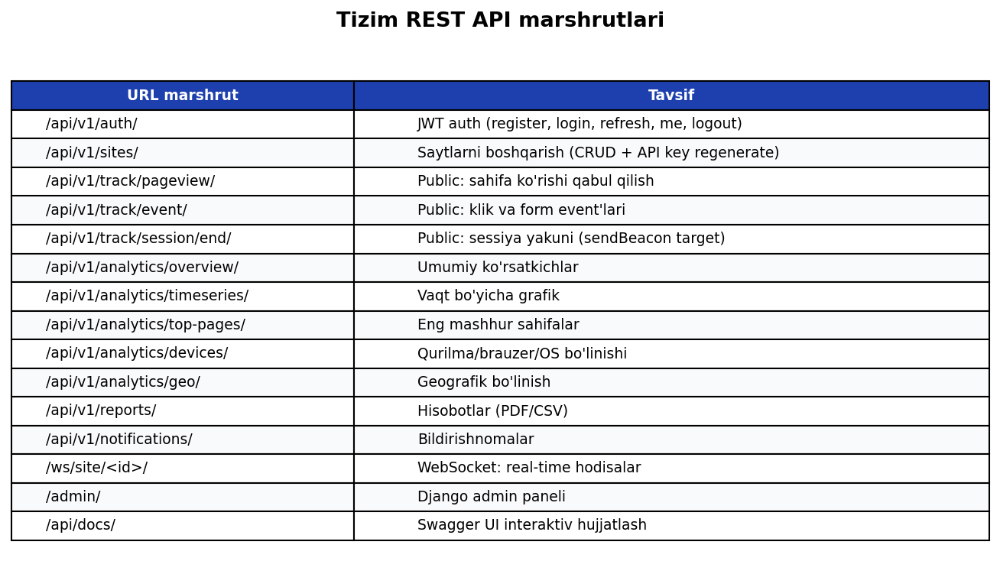 Tizim REST API marshrutlari
URL marshrut Tavsif
/api/v1/auth/ JWT auth (register, login, refresh, me, logout)
/api/v1/sites/ Saytlarni boshqarish (CRUD + API key regenerate)
/api/v1/track/pageview/ Public: sahifa ko'rishi qabul qilish
/api/v1/track/event/ Public: klik va form event'lari
/api/v1/track/session/end/ Public: sessiya yakuni (sendBeacon target)
/api/v1/analytics/overview/ Umumiy ko'rsatkichlar
/api/v1/analytics/timeseries/ Vaqt bo'yicha grafik
/api/v1/analytics/top-pages/ Eng mashhur sahifalar
/api/v1/analytics/devices/ Qurilma/brauzer/OS bo'linishi
/api/v1/analytics/geo/ Geografik bo'linish
/api/v1/reports/ Hisobotlar (PDF/CSV)
/api/v1/notifications/ Bildirishnomalar
/ws/site/<id>/ WebSocket: real-time hodisalar
/admin/ Django admin paneli
/api/docs/ Swagger UI interaktiv hujjatlash